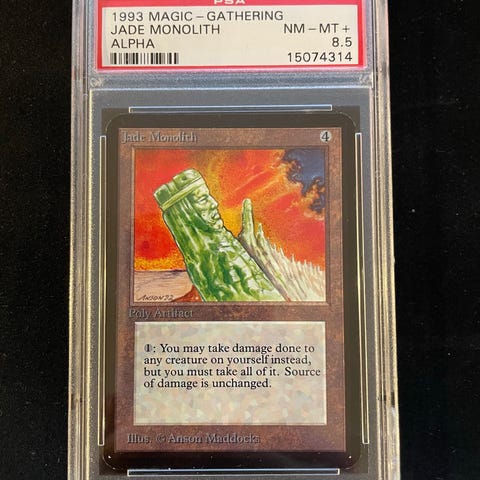 PSA
1993 MAGIC - GATHERING
JADE MONOLITH NM - MT +
ALPHA 8.5
15074314
Jade Monolith 4
ANSON 92
Poly Artifact
1: You may take damage done to
any creature on yourself instead,
but you must take all of it. Source
of damage is unchanged.
Illus. © Anson Maddocks